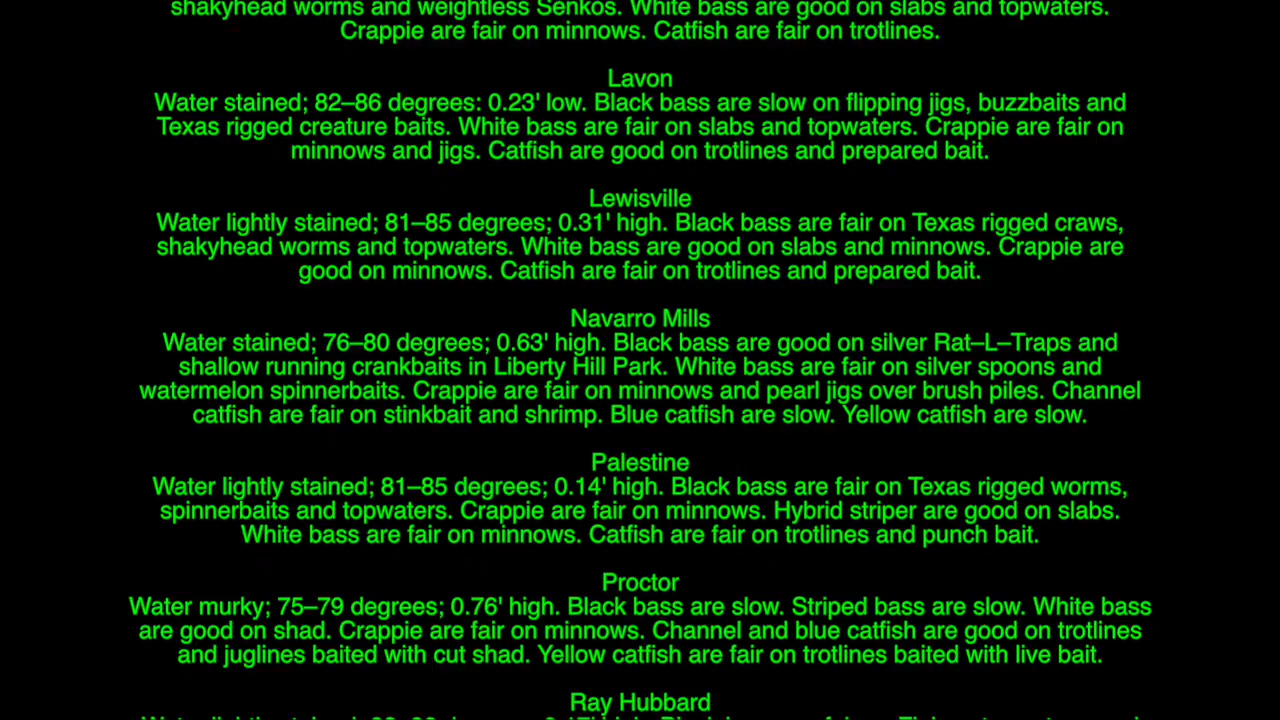 shakyhead worms and weightless Senkos. White bass are good on slabs and topwaters.
Crappie are fair on minnows. Catfish are fair on trotlines.
Lavon
Water stained; 82–86 degrees: 0.23' low. Black bass are slow on flipping jigs, buzzbaits and
Texas rigged creature baits. White bass are fair on slabs and topwaters. Crappie are fair on
minnows and jigs. Catfish are good on trotlines and prepared bait.
Lewisville
Water lightly stained; 81–85 degrees; 0.31' high. Black bass are fair on Texas rigged craws,
shakyhead worms and topwaters. White bass are good on slabs and minnows. Crappie are
good on minnows. Catfish are fair on trotlines and prepared bait.
Navarro Mills
Water stained; 76–80 degrees; 0.63' high. Black bass are good on silver Rat–L–Traps and
shallow running crankbaits in Liberty Hill Park. White bass are fair on silver spoons and
watermelon spinnerbaits. Crappie are fair on minnows and pearl jigs over brush piles. Channel
catfish are fair on stinkbait and shrimp. Blue catfish are slow. Yellow catfish are slow.
Palestine
Water lightly stained; 81–85 degrees; 0.14' high. Black bass are fair on Texas rigged worms,
spinnerbaits and topwaters. Crappie are fair on minnows. Hybrid striper are good on slabs.
White bass are fair on minnows. Catfish are fair on trotlines and punch bait.
Proctor
Water murky; 75–79 degrees; 0.76' high. Black bass are slow. Striped bass are slow. White bass
are good on shad. Crappie are fair on minnows. Channel and blue catfish are good on trotlines
and juglines baited with cut shad. Yellow catfish are fair on trotlines baited with live bait.
Ray Hubbard